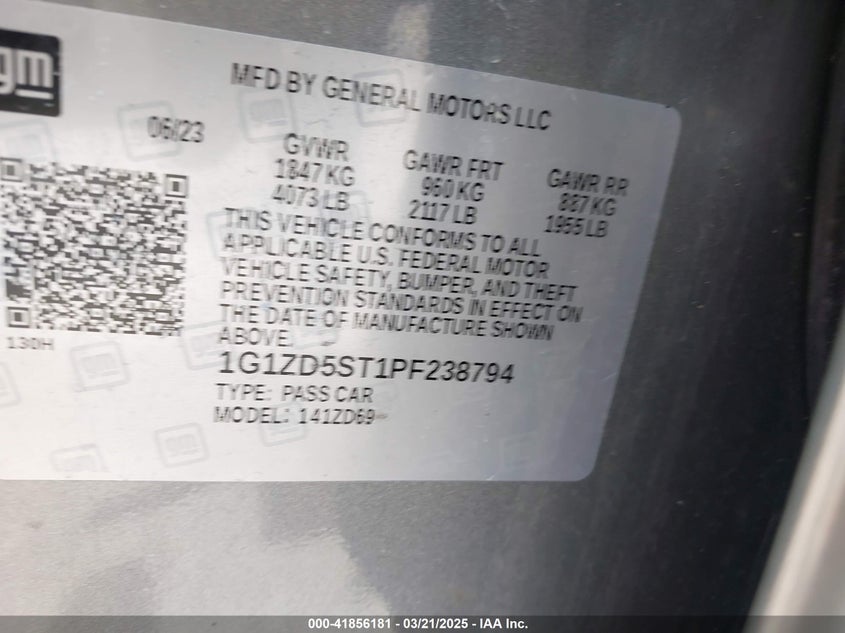 gm
MFD BY GENERAL MOTORS LLC
06/23
GVWR GAWR FRT GAWR RR
1847 KG 960 KG 887 KG
4073 LB 2117 LB 1955 LB
THIS VEHICLE CONFORMS TO ALL
APPLICABLE U.S. FEDERAL MOTOR
VEHICLE SAFETY, BUMPER, AND THEFT
PREVENTION STANDARDS IN EFFECT ON
THE DATE OF MANUFACTURE SHOWN
ABOVE.
130H
1G1ZD5ST1PF238794
TYPE: PASS CAR
MODEL: 141ZD69
000-41856181 - 03/21/2025 - IAA Inc.